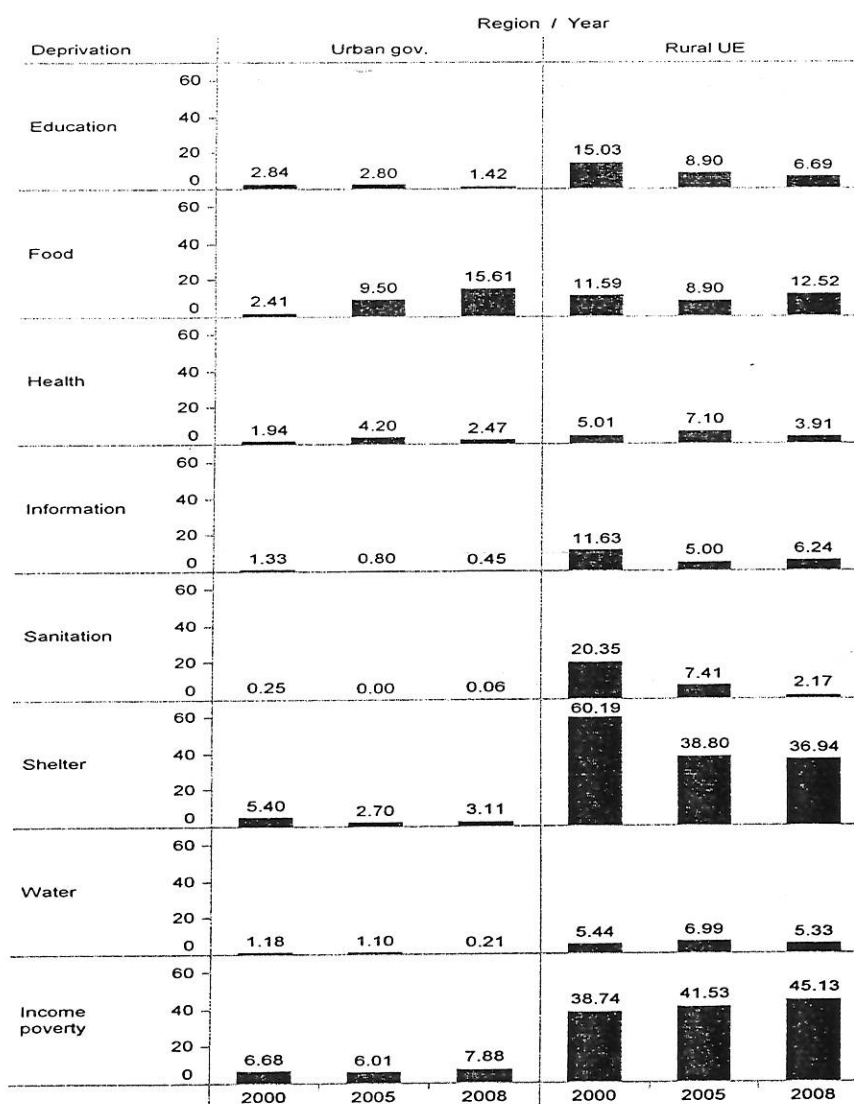 Region / Year
Deprivation Urban gov. Rural UE
60
40
Education
20
0
2.84 2.80 1.42 15.03 8.90 6.69
60
40
Food
20
0
2.41 9.50 15.61 11.59 8.90 12.52
60
40
Health
20
0
1.94 4.20 2.47 5.01 7.10 3.91
60
40
Information
20
0
1.33 0.80 0.45 11.63 5.00 6.24
60
40
Sanitation
20
0
0.25 0.00 0.06 20.35 7.41 2.17
60
40
Shelter
20
0
5.40 2.70 3.11 60.19 38.80 36.94
60
40
Water
20
0
1.18 1.10 0.21 5.44 6.99 5.33
60
40
Income
poverty
20
0
6.68 6.01 7.88 38.74 41.53 45.13
2000 2005 2008 2000 2005 2008